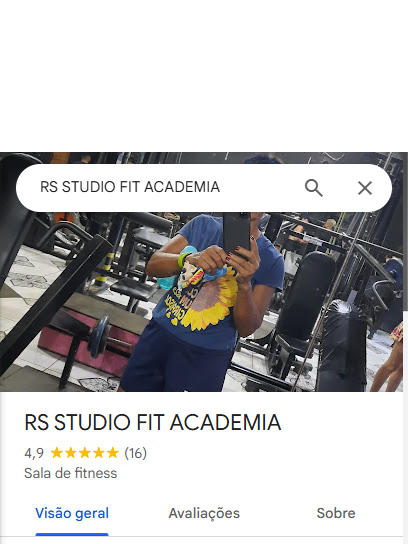 RS STUDIO FIT ACADEMIA
RS STUDIO FIT ACADEMIA
4,9 ★★★★★ (16)
Sala de fitness
Visão geral Avaliações Sobre